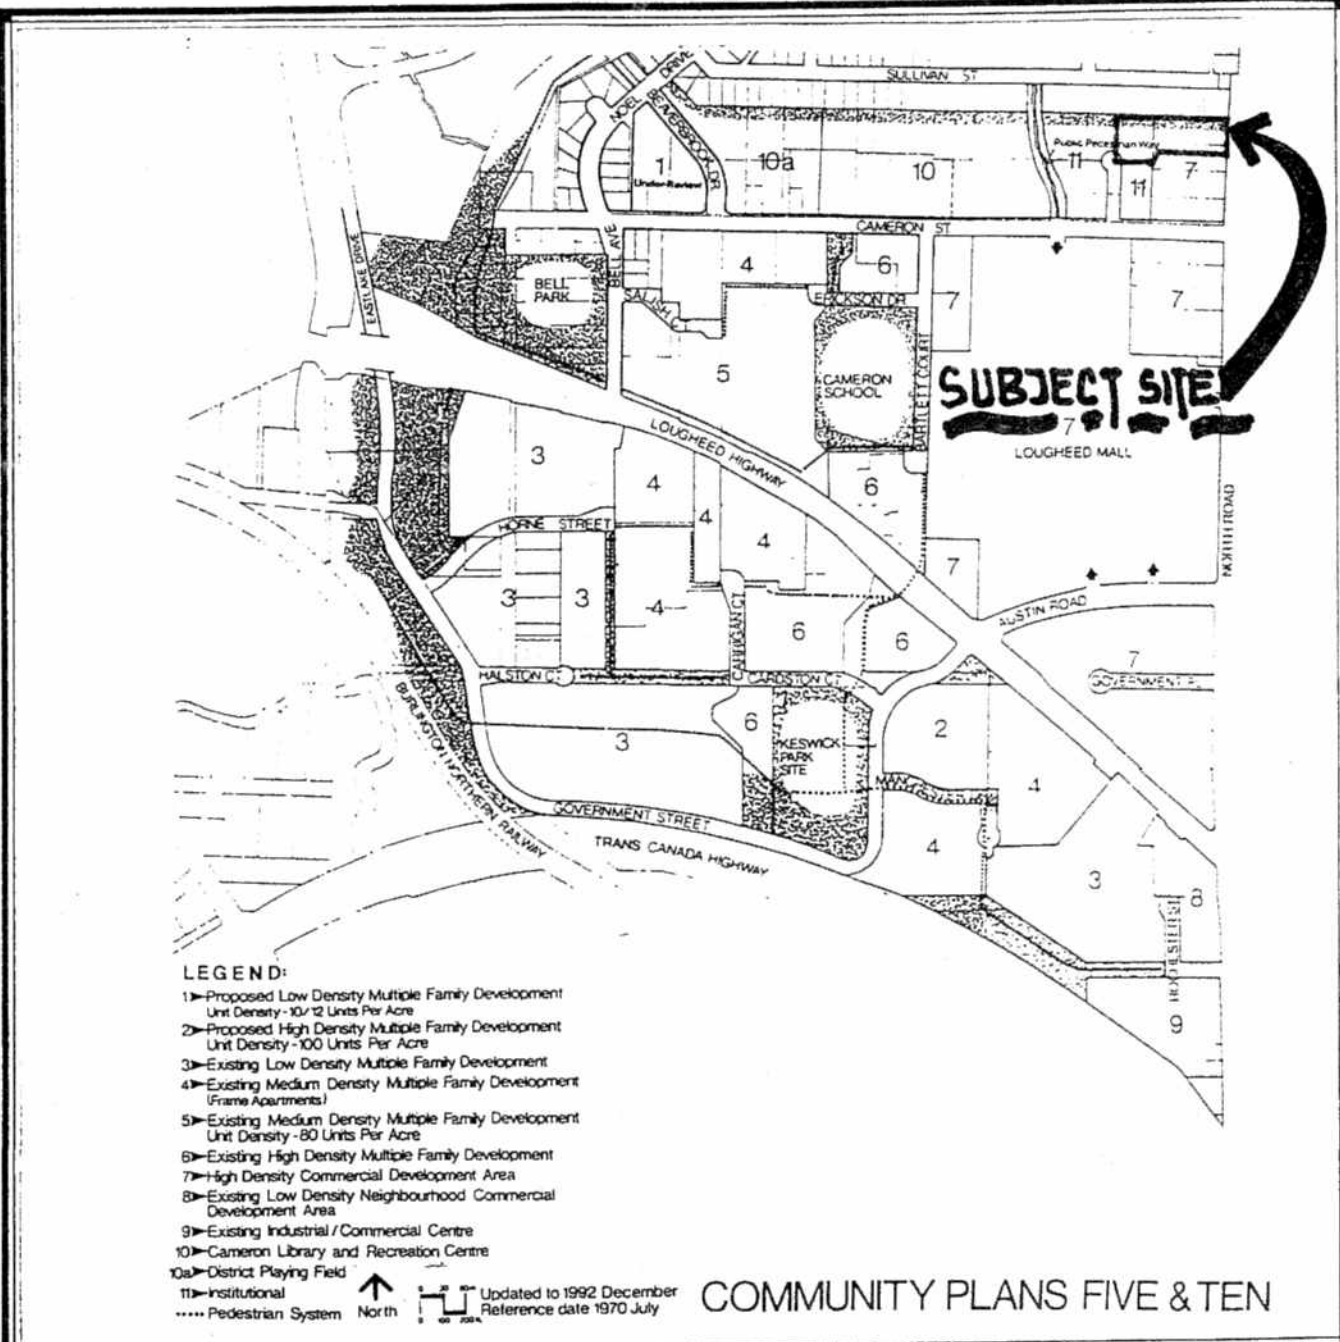 SULLIVAN ST
NOEL DRIVE
BEAVERBROOK DR.
Public Pedestrian Way
1
Under Review
10a
10
11
11
7
CAMERON ST
EASTLAKE DRIVE
BELL AVE
BELL
PARK
4
6
SALISH
ERICKSON DR
7
7
5
CAMERON
SCHOOL
BARTLETT COURT
SUBJECT SITE
7
LOUGHEED MALL
LOUGHEED HIGHWAY
3
4
4
4
6
HORNE STREET
NORTH ROAD
7
3
3
4
CARRIGAN CT
6
6
AUSTIN ROAD
7
GOVERNMENT PL
HALSTON CT
CARDSTON CT
BURLINGTON NORTHERN RAILWAY
3
6
KESWICK
PARK
SITE
2
4
GOVERNMENT STREET
TRANS CANADA HIGHWAY
4
3
8
ROCHESTER ST
9
LEGEND:
1 Proposed Low Density Multiple Family Development
Unit Density - 10/12 Units Per Acre
2 Proposed High Density Multiple Family Development
Unit Density - 100 Units Per Acre
3 Existing Low Density Multiple Family Development
4 Existing Medium Density Multiple Family Development
(Frame Apartments)
5 Existing Medium Density Multiple Family Development
Unit Density - 80 Units Per Acre
6 Existing High Density Multiple Family Development
7 High Density Commercial Development Area
8 Existing Low Density Neighbourhood Commercial
Development Area
9 Existing Industrial / Commercial Centre
10 Cameron Library and Recreation Centre
10a District Playing Field
11 Institutional
Pedestrian System
North
Updated to 1992 December
Reference date 1970 July
COMMUNITY PLANS FIVE & TEN